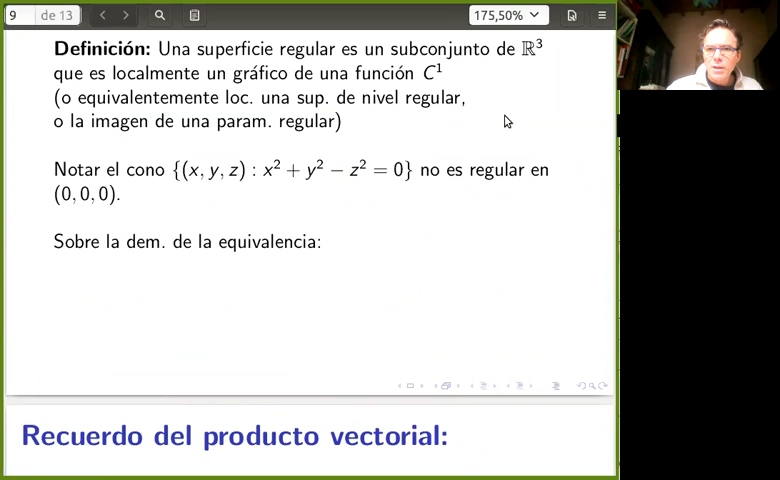 9
de 13
175,50%
Definición: Una superficie regular es un subconjunto de ℝ³
que es localmente un gráfico de una función C¹
(o equivalentemente loc. una sup. de nivel regular,
o la imagen de una param. regular)
Notar el cono {(x, y, z) : x² + y² − z² = 0} no es regular en
(0, 0, 0).
Sobre la dem. de la equivalencia:
Recuerdo del producto vectorial: